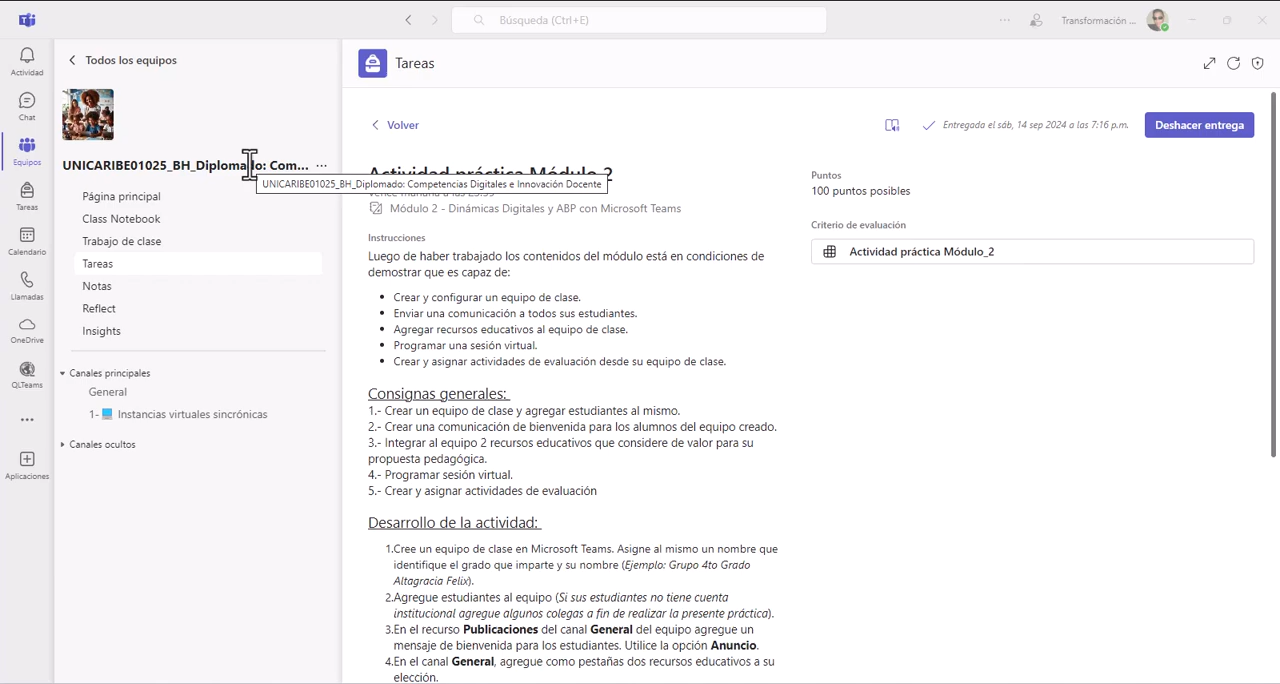 Búsqueda (Ctrl+E)
Transformación ...
Actividad
Chat
Equipos
Tareas
Calendario
Llamadas
OneDrive
QLTeams
Aplicaciones
Todos los equipos
UNICARIBE01025_BH_Diplomado: Com...
UNICARIBE01025_BH_Diplomado: Competencias Digitales e Innovación Docente
Página principal
Class Notebook
Trabajo de clase
Tareas
Notas
Reflect
Insights
Canales principales
General
1- Instancias virtuales sincrónicas
Canales ocultos
Tareas
Volver
Entregada el sáb, 14 sep 2024 a las 7:16 p.m.
Deshacer entrega
Actividad práctica Módulo 2
Vence mañana a las 23:59
Módulo 2 - Dinámicas Digitales y ABP con Microsoft Teams
Instrucciones
Luego de haber trabajado los contenidos del módulo está en condiciones de
demostrar que es capaz de:
• Crear y configurar un equipo de clase.
• Enviar una comunicación a todos sus estudiantes.
• Agregar recursos educativos al equipo de clase.
• Programar una sesión virtual.
• Crear y asignar actividades de evaluación desde su equipo de clase.
Consignas generales:
1.- Crear un equipo de clase y agregar estudiantes al mismo.
2.- Crear una comunicación de bienvenida para los alumnos del equipo creado.
3.- Integrar al equipo 2 recursos educativos que considere de valor para su
propuesta pedagógica.
4.- Programar sesión virtual.
5.- Crear y asignar actividades de evaluación
Desarrollo de la actividad:
1.Cree un equipo de clase en Microsoft Teams. Asigne al mismo un nombre que
identifique el grado que imparte y su nombre (Ejemplo: Grupo 4to Grado
Altagracia Felix).
2.Agregue estudiantes al equipo (Si sus estudiantes no tiene cuenta
institucional agregue algunos colegas a fin de realizar la presente práctica).
3.En el recurso Publicaciones del canal General del equipo agregue un
mensaje de bienvenida para los estudiantes. Utilice la opción Anuncio.
4.En el canal General, agregue como pestañas dos recursos educativos a su
elección.
Puntos
100 puntos posibles
Criterio de evaluación
Actividad práctica Módulo_2